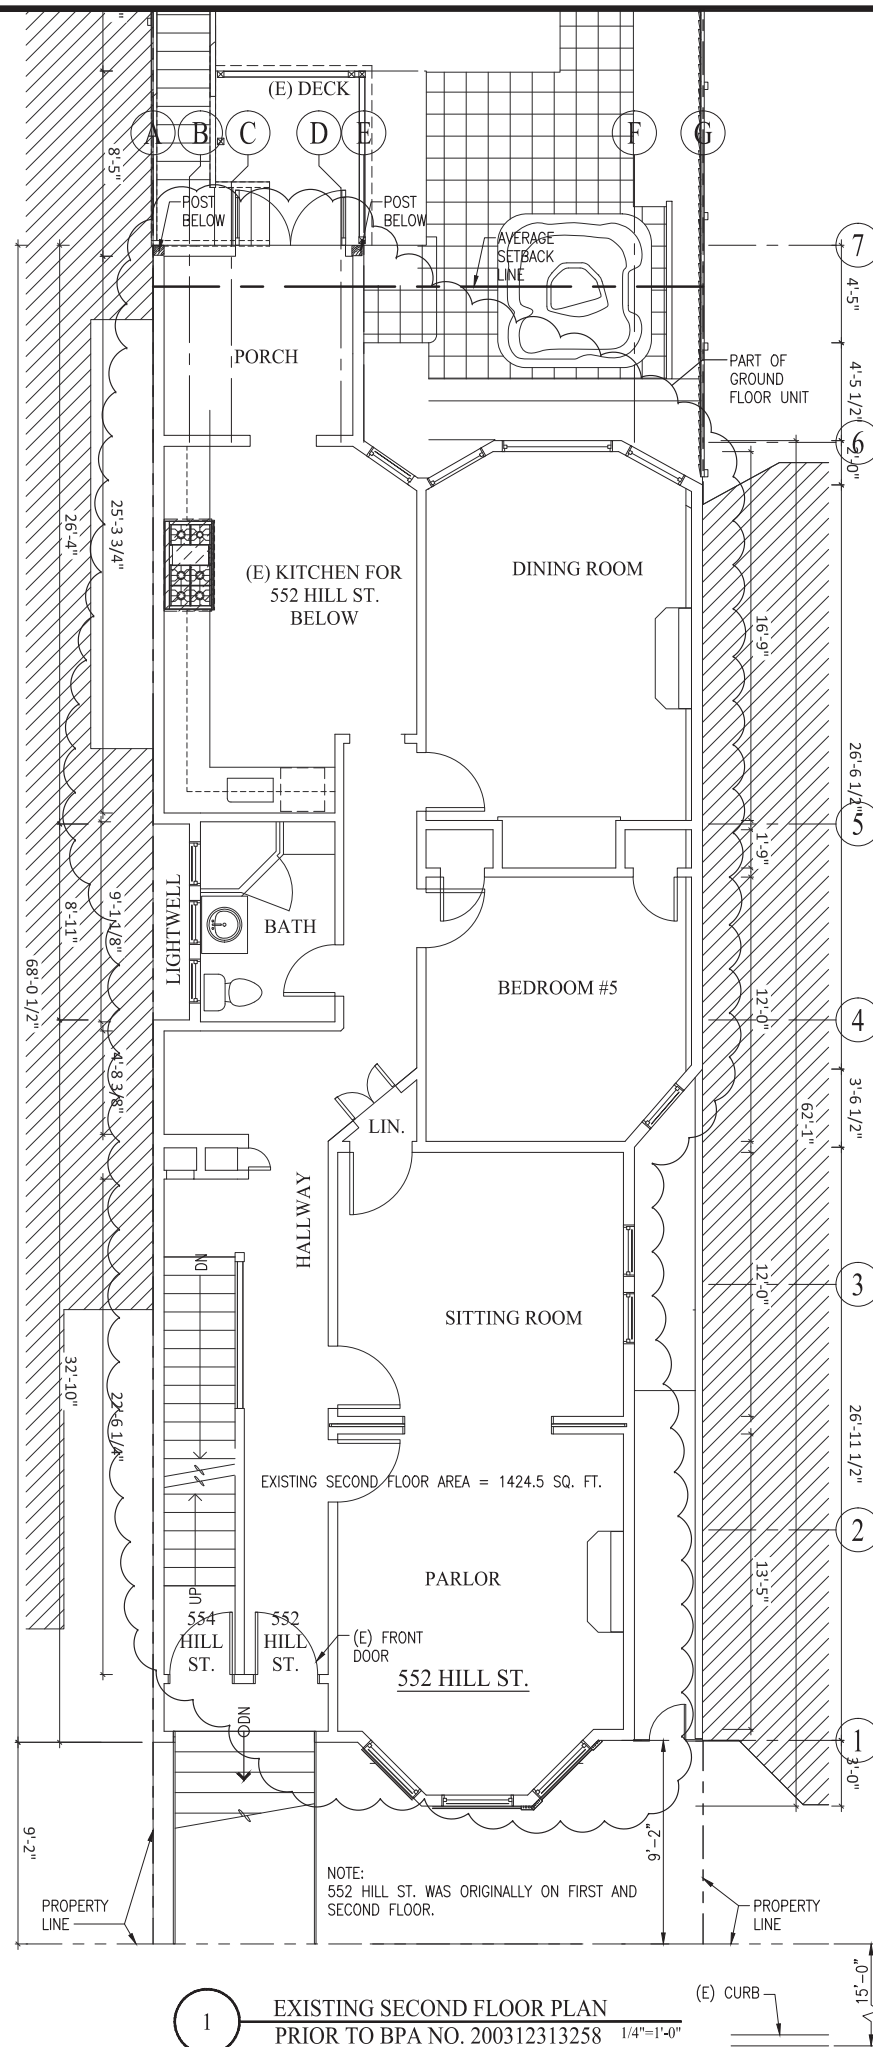 (E) DECK
A
B
C
D
E
F
G
8'-5"
POST
BELOW
POST
BELOW
AVERAGE
SETBACK
LINE
7
4'-5"
PORCH
PART OF
GROUND
FLOOR UNIT
4'-5 1/2"
6
2'-0"
25'-3 3/4"
26'-4"
(E) KITCHEN FOR
552 HILL ST.
BELOW
DINING ROOM
16'-9"
26'-6 1/2"
5
1'-9"
LIGHTWELL
BATH
9'-1 1/8"
8'-11"
68'-0 1/2"
BEDROOM #5
12'-0"
4
4'-8 3/8"
3'-6 1/2"
62'-1"
LIN.
HALLWAY
DN
SITTING ROOM
12'-0"
3
32'-10"
22'-6 1/4"
26'-11 1/2"
EXISTING SECOND FLOOR AREA = 1424.5 SQ. FT.
2
PARLOR
13'-5"
UP
554
HILL
ST.
552
HILL
ST.
(E) FRONT
DOOR
552 HILL ST.
DN
1
3'-0"
9'-2"
9'-2"
NOTE:
552 HILL ST. WAS ORIGINALLY ON FIRST AND
SECOND FLOOR.
PROPERTY
LINE
PROPERTY
LINE
15'-0"
(E) CURB
1
EXISTING SECOND FLOOR PLAN
PRIOR TO BPA NO. 200312313258 1/4"=1'-0"